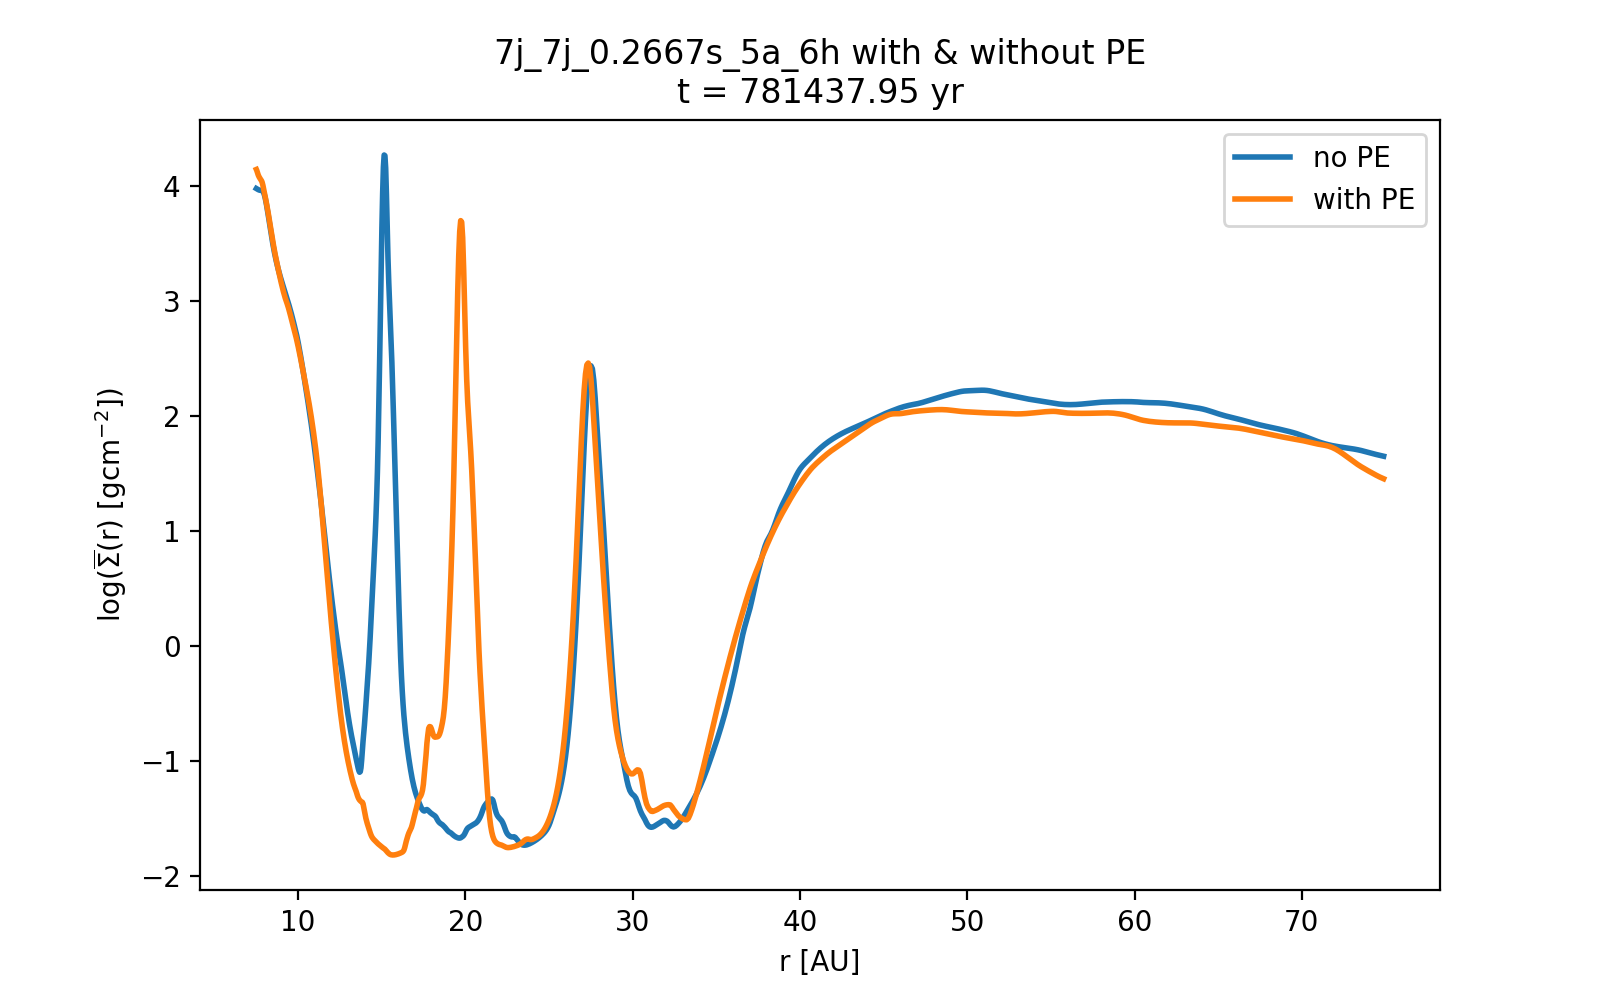 7j_7j_0.2667s_5a_6h with & without PE
t = 781437.95 yr
no PE
with PE
log(Σ̅(r) [gcm⁻²])
4
3
2
1
0
−1
−2
10 20 30 40 50 60 70
r [AU]